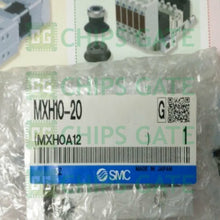 CHIPS GATE
MXH10-20
G
(MXH0A12 ) 1
SMC
MADE IN JAPAN